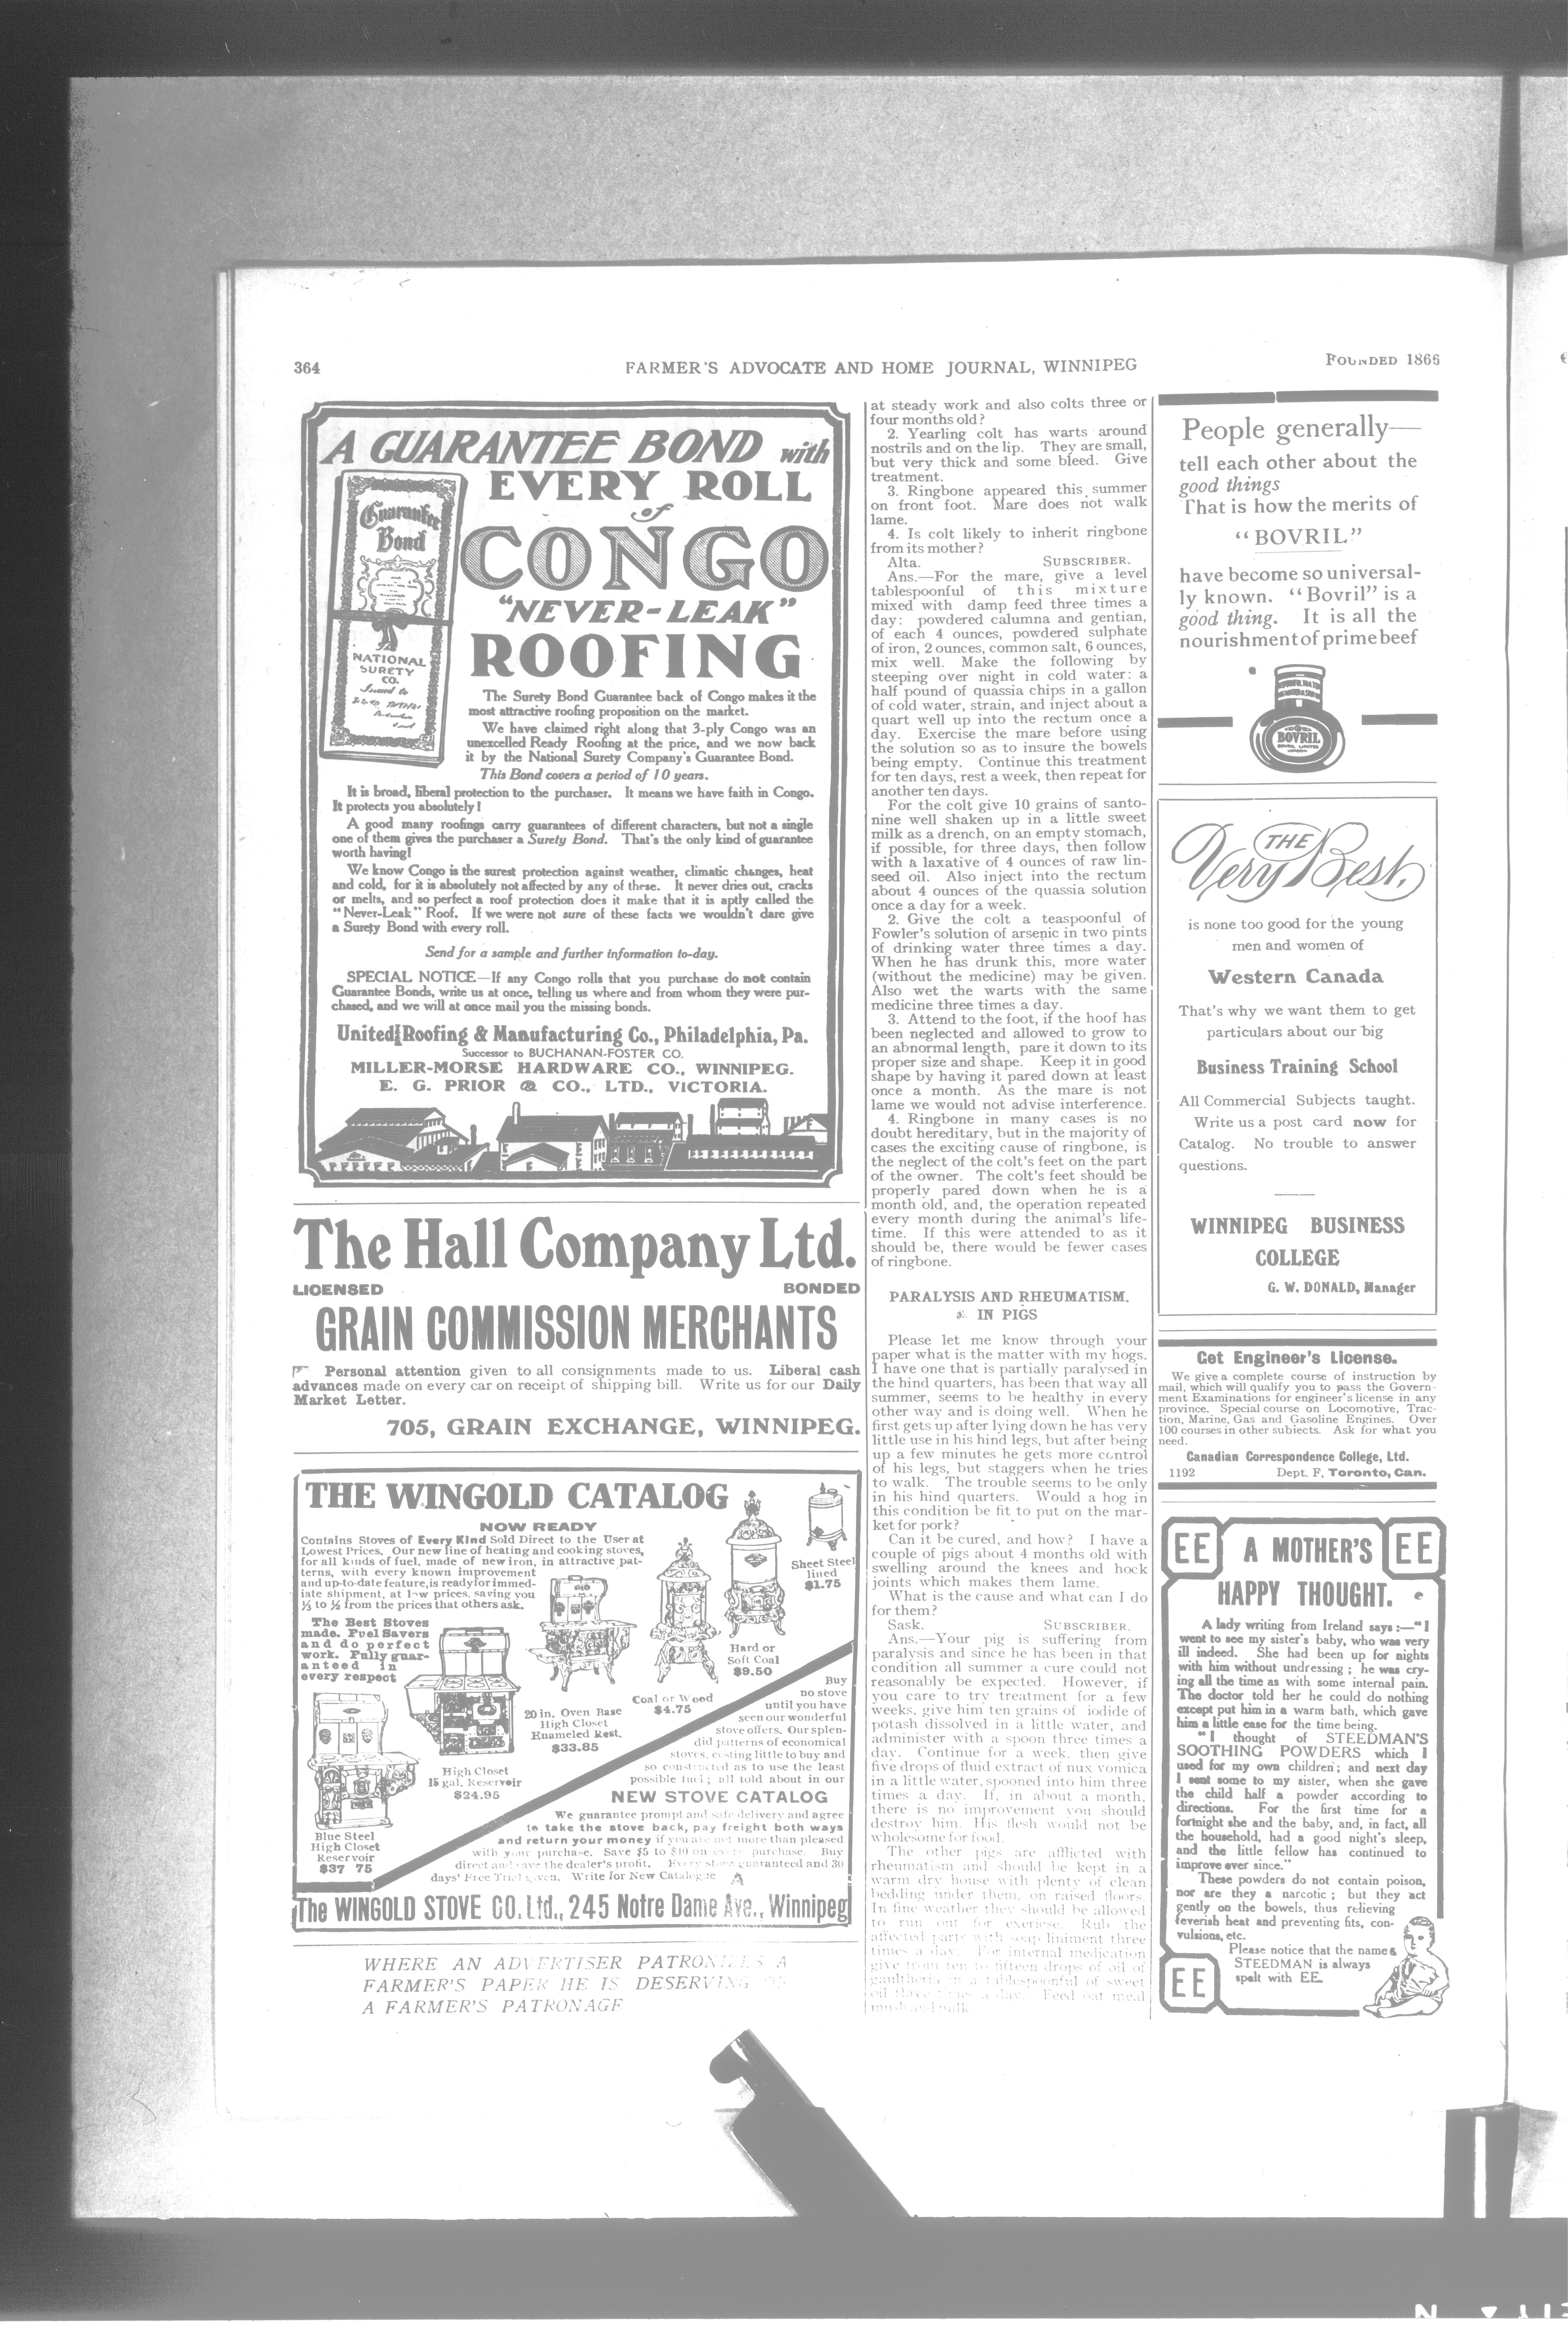 364
FARMER'S ADVOCATE AND HOME JOURNAL, WINNIPEG
FOUNDED 1866
A GUARANTEE BOND with
EVERY ROLL
of
CONGO
"NEVER-LEAK"
ROOFING
Guarantee
Bond
NATIONAL
SURETY
CO.
The Surety Bond Guarantee back of Congo makes it the
most attractive roofing proposition on the market.
We have claimed right along that 3-ply Congo was an
unexcelled Ready Roofing at the price, and we now back
it by the National Surety Company's Guarantee Bond.
This Bond covers a period of 10 years.
It is broad, liberal protection to the purchaser. It means we have faith in Congo.
It protects you absolutely!
A good many roofings carry guarantees of different characters, but not a single
one of them gives the purchaser a Surety Bond. That's the only kind of guarantee
worth having!
We know Congo is the surest protection against weather, climatic changes, heat
and cold, for it is absolutely not affected by any of these. It never dries out, cracks
or melts, and so perfect a roof protection does it make that it is aptly called the
"Never-Leak" Roof. If we were not sure of these facts we wouldn't dare give
a Surety Bond with every roll.
Send for a sample and further information to-day.
SPECIAL NOTICE—If any Congo rolls that you purchase do not contain
Guarantee Bonds, write us at once, telling us where and from whom they were pur-
chased, and we will at once mail you the missing bonds.
United Roofing & Manufacturing Co., Philadelphia, Pa.
Successor to BUCHANAN-FOSTER CO.
MILLER-MORSE HARDWARE CO., WINNIPEG.
E. G. PRIOR & CO., LTD., VICTORIA.
The Hall Company Ltd.
LICENSED BONDED
GRAIN COMMISSION MERCHANTS
Personal attention given to all consignments made to us. Liberal cash
advances made on every car on receipt of shipping bill. Write us for our Daily
Market Letter.
705, GRAIN EXCHANGE, WINNIPEG.
THE WINGOLD CATALOG
NOW READY
Contains Stoves of Every Kind Sold Direct to the User at
Lowest Prices. Our new line of heating and cooking stoves,
for all kinds of fuel, made of new iron, in attractive pat-
terns, with every known improvement
and up-to-date feature, is ready for immed-
iate shipment, at low prices, saving you
⅓ to ½ from the prices that others ask.
The Best Stoves
made. Fuel Savers
and do perfect
work. Fully guar-
anteed in
every respect
Sheet Steel
lined
$1.75
Hard or
Soft Coal
$9.50
Coal or Wood
$4.75
20 in. Oven Base
High Closet
Enameled Rest.
$33.85
High Closet
15 gal. Reservoir
$24.95
Blue Steel
High Closet
Reservoir
$37 75
Buy
no stove
until you have
seen our wonderful
stove offers. Our splen-
did patterns of economical
stoves, costing little to buy and
so constructed as to use the least
possible fuel; all told about in our
NEW STOVE CATALOG
We guarantee prompt and safe delivery and agree
to take the stove back, pay freight both ways
and return your money if you are not more than pleased
with your purchase. Save $5 to $10 on every purchase. Buy
direct and save the dealer's profit. Every stove guaranteed and 30
days' Free Trial given. Write for New Catalogue A
The WINGOLD STOVE CO. Ltd., 245 Notre Dame Ave., Winnipeg
WHERE AN ADVERTISER PATRONIZES A
FARMER'S PAPER HE IS DESERVING OF
A FARMER'S PATRONAGE
at steady work and also colts three or
four months old?
2. Yearling colt has warts around
nostrils and on the lip. They are small,
but very thick and some bleed. Give
treatment.
3. Ringbone appeared this summer
on front foot. Mare does not walk
lame.
4. Is colt likely to inherit ringbone
from its mother?
Alta. SUBSCRIBER.
Ans.—For the mare, give a level
tablespoonful of this mixture
mixed with damp feed three times a
day: powdered calumna and gentian,
of each 4 ounces, powdered sulphate
of iron, 2 ounces, common salt, 6 ounces,
mix well. Make the following by
steeping over night in cold water: a
half pound of quassia chips in a gallon
of cold water, strain, and inject about a
quart well up into the rectum once a
day. Exercise the mare before using
the solution so as to insure the bowels
being empty. Continue this treatment
for ten days, rest a week, then repeat for
another ten days.
For the colt give 10 grains of santo-
nine well shaken up in a little sweet
milk as a drench, on an empty stomach,
if possible, for three days, then follow
with a laxative of 4 ounces of raw lin-
seed oil. Also inject into the rectum
about 4 ounces of the quassia solution
once a day for a week.
2. Give the colt a teaspoonful of
Fowler's solution of arsenic in two pints
of drinking water three times a day.
When he has drunk this, more water
(without the medicine) may be given.
Also wet the warts with the same
medicine three times a day.
3. Attend to the foot, if the hoof has
been neglected and allowed to grow to
an abnormal length, pare it down to its
proper size and shape. Keep it in good
shape by having it pared down at least
once a month. As the mare is not
lame we would not advise interference.
4. Ringbone in many cases is no
doubt hereditary, but in the majority of
cases the exciting cause of ringbone, is
the neglect of the colt's feet on the part
of the owner. The colt's feet should be
properly pared down when he is a
month old, and, the operation repeated
every month during the animal's life-
time. If this were attended to as it
should be, there would be fewer cases
of ringbone.
PARALYSIS AND RHEUMATISM.
IN PIGS
Please let me know through your
paper what is the matter with my hogs.
I have one that is partially paralysed in
the hind quarters, has been that way all
summer, seems to be healthy in every
other way and is doing well. When he
first gets up after lying down he has very
little use in his hind legs, but after being
up a few minutes he gets more control
of his legs, but staggers when he tries
to walk. The trouble seems to be only
in his hind quarters. Would a hog in
this condition be fit to put on the mar-
ket for pork?
Can it be cured, and how? I have a
couple of pigs about 4 months old with
swelling around the knees and hock
joints which makes them lame.
What is the cause and what can I do
for them?
Sask. SUBSCRIBER.
Ans.—Your pig is suffering from
paralysis and since he has been in that
condition all summer a cure could not
reasonably be expected. However, if
you care to try treatment for a few
weeks, give him ten grains of iodide of
potash dissolved in a little water, and
administer with a spoon three times a
day. Continue for a week, then give
five drops of fluid extract of nux vomica
in a little water, spooned into him three
times a day. If, in about a month,
there is no improvement you should
destroy him. His flesh would not be
wholesome for food.
The other pigs are afflicted with
rheumatism and should be kept in a
warm dry house with plenty of clean
bedding under them, on raised floors.
In fine weather they should be allowed
to run out for exercise. Rub the
affected parts with soap liniment three
times a day. For internal medication
give from ten to fifteen drops of oil of
gaultheria in a tablespoonful of sweet
oil three times a day. Feed oat meal
mush and milk.
People generally—
tell each other about the
good things
That is how the merits of
"BOVRIL"
have become so universal-
ly known. "Bovril" is a
good thing. It is all the
nourishment of prime beef
BOVRIL
BOVRIL LIMITED
LONDON
THE
Very Best,
is none too good for the young
men and women of
Western Canada
That's why we want them to get
particulars about our big
Business Training School
All Commercial Subjects taught.
Write us a post card now for
Catalog. No trouble to answer
questions.
WINNIPEG BUSINESS
COLLEGE
G. W. DONALD, Manager
Get Engineer's License.
We give a complete course of instruction by
mail, which will qualify you to pass the Govern-
ment Examinations for engineer's license in any
province. Special course on Locomotive, Trac-
tion, Marine, Gas and Gasoline Engines. Over
100 courses in other subjects. Ask for what you
need.
Canadian Correspondence College, Ltd.
1192 Dept. F, Toronto, Can.
EE A MOTHER'S EE
HAPPY THOUGHT.
A lady writing from Ireland says:—"I
went to see my sister's baby, who was very
ill indeed. She had been up for nights
with him without undressing; he was cry-
ing all the time as with some internal pain.
The doctor told her he could do nothing
except put him in a warm bath, which gave
him a little ease for the time being.
"I thought of STEEDMAN'S
SOOTHING POWDERS which I
used for my own children; and next day
I sent some to my sister, when she gave
the child half a powder according to
directions. For the first time for a
fortnight she and the baby, and, in fact, all
the household, had a good night's sleep,
and the little fellow has continued to
improve ever since."
These powders do not contain poison,
nor are they a narcotic; but they act
gently on the bowels, thus relieving
feverish heat and preventing fits, con-
vulsions, etc.
Please notice that the name
STEEDMAN is always
spelt with EE.
EE